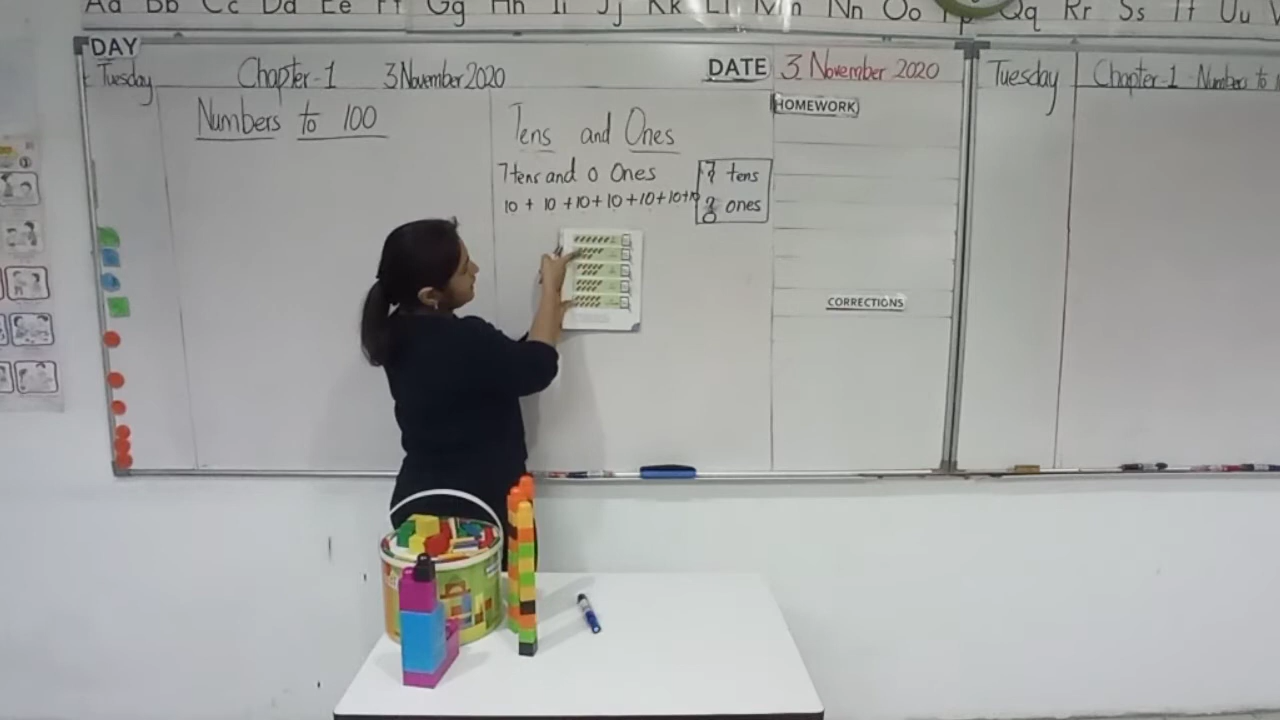 Aa Bb Cc Dd Ee Ff Gg Hh Ii Jj Kk Ll Mm Nn Oo Pp Qq Rr Ss Tt Uu
DAY
Tuesday Chapter-1 3 November 2020
DATE 3 November 2020
Numbers to 100
Tens and Ones
7 tens and 0 Ones
10 + 10 + 10 + 10 + 10 + 10 + 10
7 tens
0 ones
HOMEWORK
CORRECTIONS
Tuesday Chapter-1 Numbers to